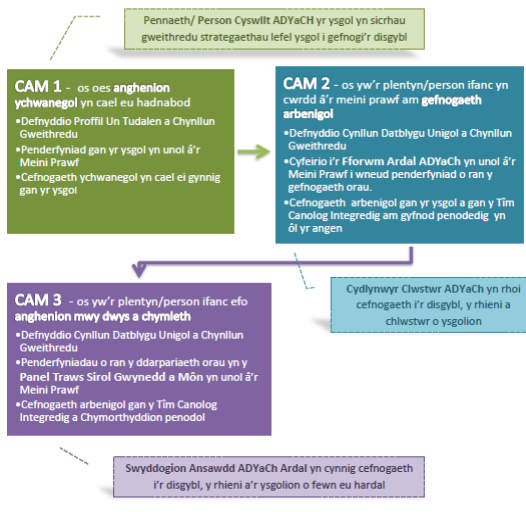 Pennaeth/ Person Cyswllt ADYaCH yr ysgol yn sicrhau
gweithredu strategaethau lefel ysgol i gefnogi'r disgybl
CAM 1 - os oes anghenion
ychwanegol yn cael eu hadnabod
•Defnyddio Proffil Un Tudalen a Chynllun
Gweithredu
•Penderfyniad gan yr ysgol yn unol â'r
Meini Prawf
•Cefnogaeth ychwanegol yn cael ei gynnig
gan yr ysgol
CAM 2 - os yw'r plentyn/person ifanc yn
cwrdd â'r meini prawf am gefnogaeth
arbenigol
•Defnyddio Cynllun Datblygu Unigol a Chynllun
Gweithredu
•Cyfeirio i'r Fforwm Ardal ADYaCh yn unol â'r
Meini Prawf i wneud penderfyniad o ran y
gefnogaeth orau.
•Cefnogaeth arbenigol gan yr ysgol a gan y Tîm
Canolog Integredig am gyfnod penodedig yn
ôl yr angen
Cydlynwyr Clwstwr ADYaCh yn rhoi
cefnogaeth i'r disgybl, y rhieni a
chlwstwr o ysgolion
CAM 3 - os yw'r plentyn/person ifanc efo
anghenion mwy dwys a chymleth
•Defnyddio Cynllun Datblygu Unigol a Chynllun
Gweithredu
•Penderfyniadau o ran y ddarpariaeth orau yn y
Panel Traws Sirol Gwynedd a Môn yn unol â'r
Meini Prawf
•Cefnogaeth arbenigol gan y Tîm Canolog
Integredig a Chymorthyddion penodol
Swyddogion Ansawdd ADYaCh Ardal yn cynnig cefnogaeth
i'r disgybl, y rhieni a'r ysgolion o fewn eu hardal